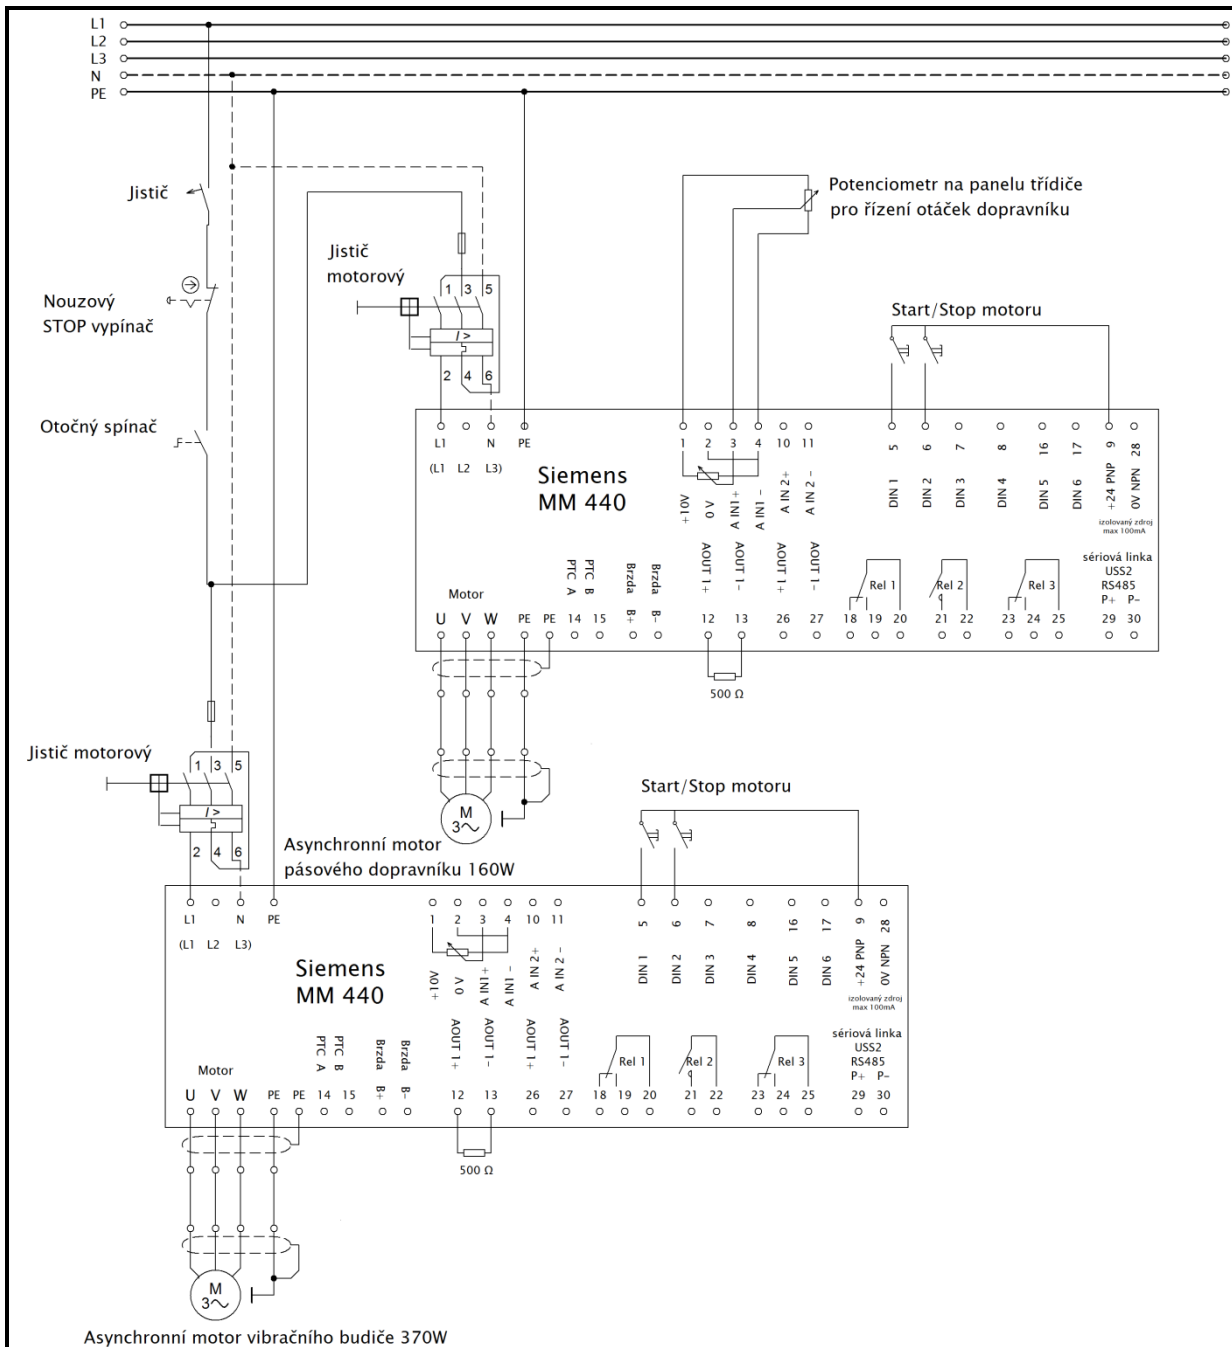 L1
L2
L3
N
PE
Jistič
Nouzový
STOP vypínač
Otočný spínač
Jistič
motorový
1 3 5
I >
2 4 6
Potenciometr na panelu třídiče
pro řízení otáček dopravníku
Start/Stop motoru
L1 N PE
(L1 L2 L3)
1 2 3 4 10 11
+10V 0 V A IN1+ A IN1 - A IN 2+ A IN 2 -
5 6 7 8 16 17 9 28
DIN 1 DIN 2 DIN 3 DIN 4 DIN 5 DIN 6 +24 PNP 0V NPN
izolovaný zdroj
max 100mA
Siemens
MM 440
PTC A PTC B Brzda B+ Brzda B- AOUT 1+ AOUT 1- AOUT 1+ AOUT 1-
Rel 1 Rel 2 Rel 3
sériová linka
USS2
RS485
P+ P-
Motor
U V W PE PE 14 15 12 13 26 27 18 19 20 21 22 23 24 25 29 30
500 Ω
M
3
Asynchronní motor
pásového dopravníku 160W
Jistič motorový
1 3 5
I >
2 4 6
Start/Stop motoru
L1 N PE
(L1 L2 L3)
1 2 3 4 10 11
+10V 0 V A IN1+ A IN1 - A IN 2+ A IN 2 -
5 6 7 8 16 17 9 28
DIN 1 DIN 2 DIN 3 DIN 4 DIN 5 DIN 6 +24 PNP 0V NPN
izolovaný zdroj
max 100mA
Siemens
MM 440
PTC A PTC B Brzda B+ Brzda B- AOUT 1+ AOUT 1- AOUT 1+ AOUT 1-
Rel 1 Rel 2 Rel 3
sériová linka
USS2
RS485
P+ P-
Motor
U V W PE PE 14 15 12 13 26 27 18 19 20 21 22 23 24 25 29 30
500 Ω
M
3
Asynchronní motor vibračního budiče 370W